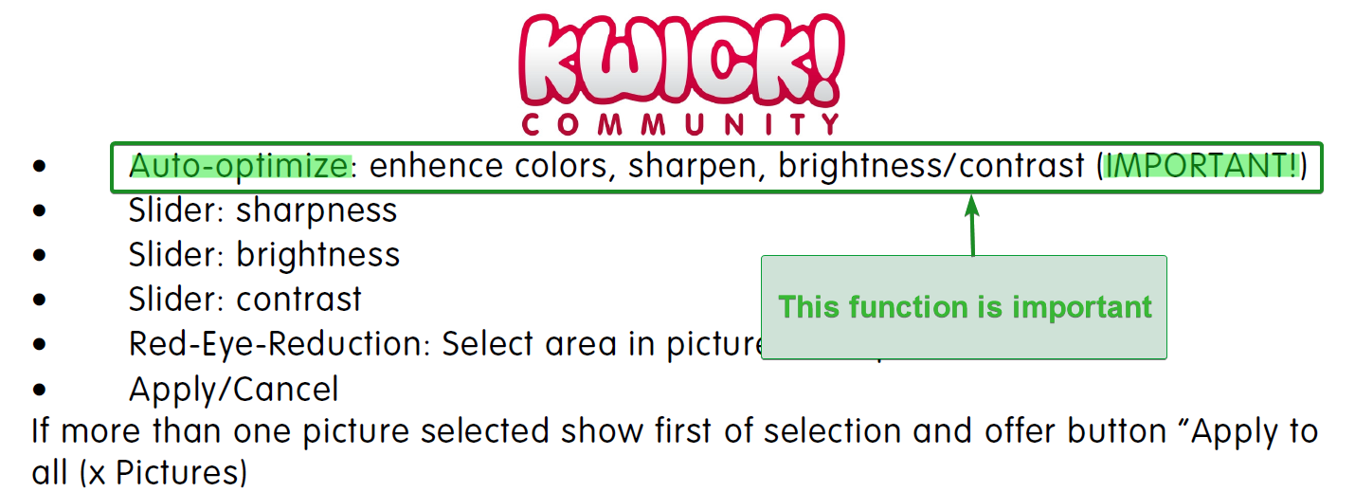 KWICK!
COMMUNITY
• Auto-optimize: enhence colors, sharpen, brightness/contrast (IMPORTANT!)
• Slider: sharpness
• Slider: brightness
This function is important
• Slider: contrast
• Red-Eye-Reduction: Select area in picture
• Apply/Cancel
If more than one picture selected show first of selection and offer button “Apply to
all (x Pictures)